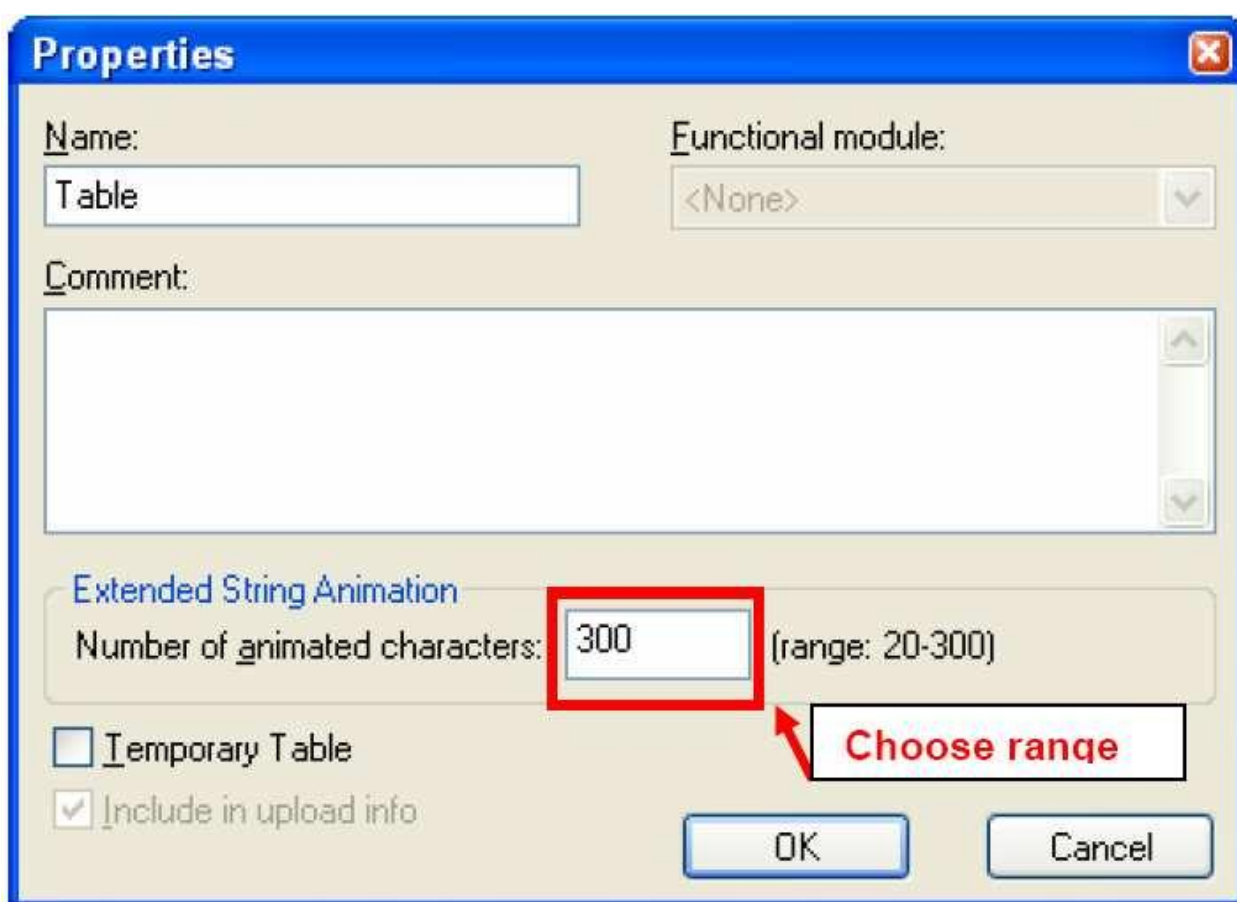 Properties
Name:
Functional module:
Table
<None>
Comment:
Extended String Animation
Number of animated characters: 300 (range: 20-300)
Choose range
Temporary Table
Include in upload info
OK
Cancel